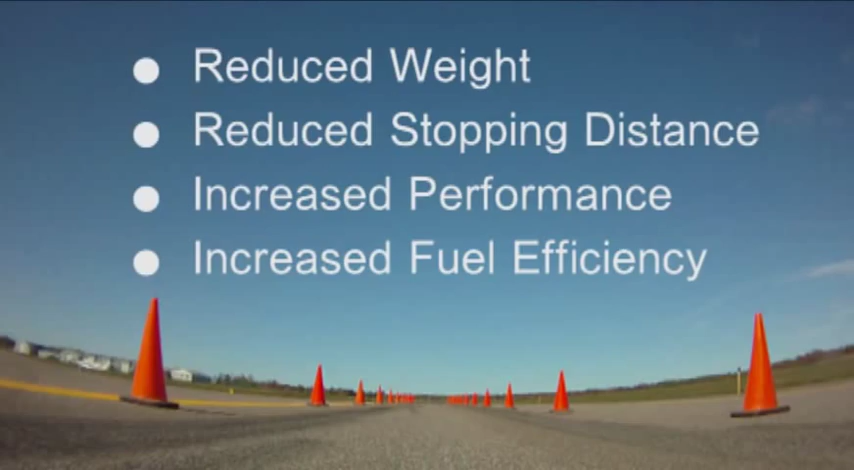 ● Reduced Weight
● Reduced Stopping Distance
● Increased Performance
● Increased Fuel Efficiency